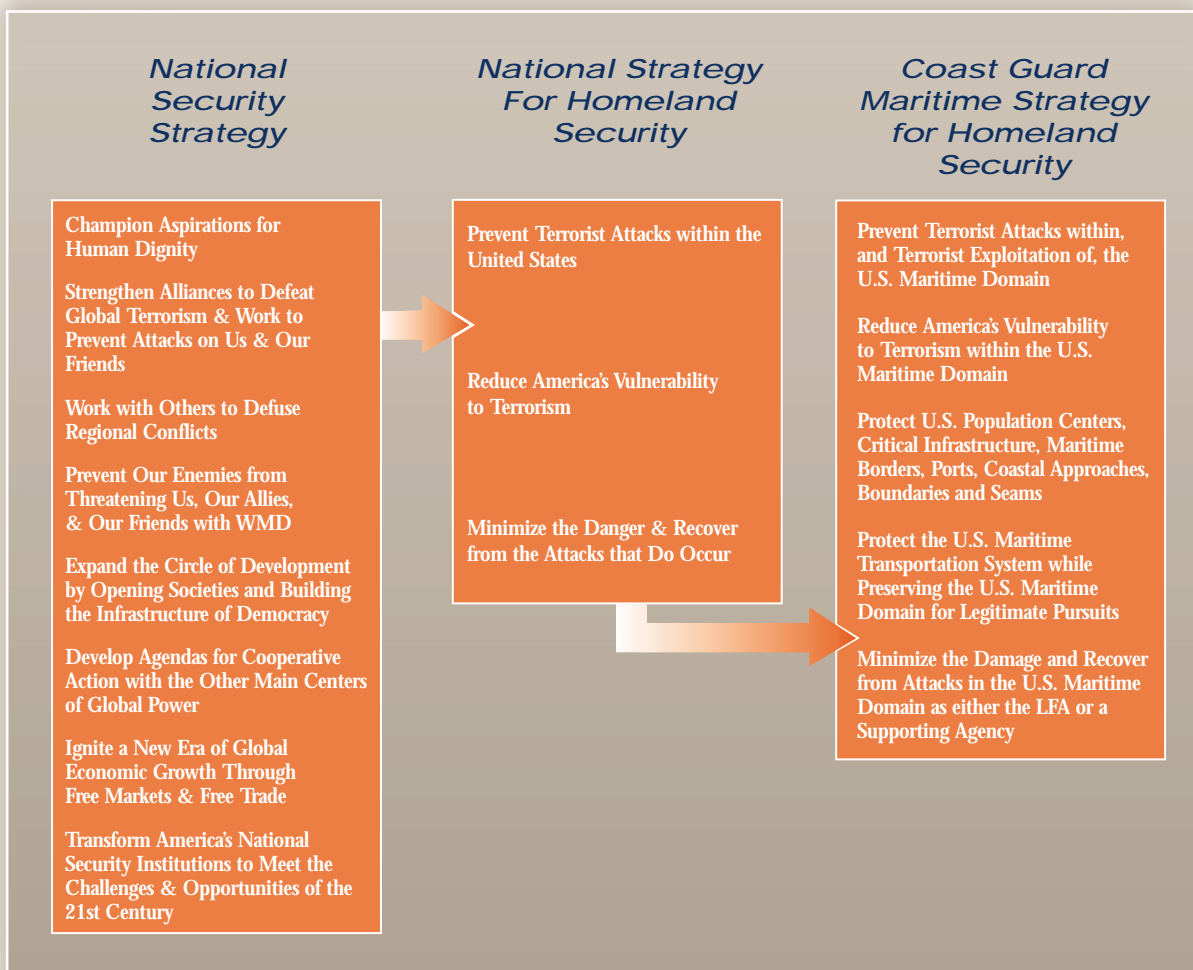 National
Security
Strategy
Champion Aspirations for
Human Dignity
Strengthen Alliances to Defeat
Global Terrorism & Work to
Prevent Attacks on Us & Our
Friends
Work with Others to Defuse
Regional Conflicts
Prevent Our Enemies from
Threatening Us, Our Allies,
& Our Friends with WMD
Expand the Circle of Development
by Opening Societies and Building
the Infrastructure of Democracy
Develop Agendas for Cooperative
Action with the Other Main Centers
of Global Power
Ignite a New Era of Global
Economic Growth Through
Free Markets & Free Trade
Transform America's National
Security Institutions to Meet the
Challenges & Opportunities of the
21st Century
National Strategy
For Homeland
Security
Prevent Terrorist Attacks within the
United States
Reduce America's Vulnerability
to Terrorism
Minimize the Danger & Recover
from the Attacks that Do Occur
Coast Guard
Maritime Strategy
for Homeland
Security
Prevent Terrorist Attacks within,
and Terrorist Exploitation of, the
U.S. Maritime Domain
Reduce America's Vulnerability
to Terrorism within the U.S.
Maritime Domain
Protect U.S. Population Centers,
Critical Infrastructure, Maritime
Borders, Ports, Coastal Approaches,
Boundaries and Seams
Protect the U.S. Maritime
Transportation System while
Preserving the U.S. Maritime
Domain for Legitimate Pursuits
Minimize the Damage and Recover
from Attacks in the U.S. Maritime
Domain as either the LFA or a
Supporting Agency